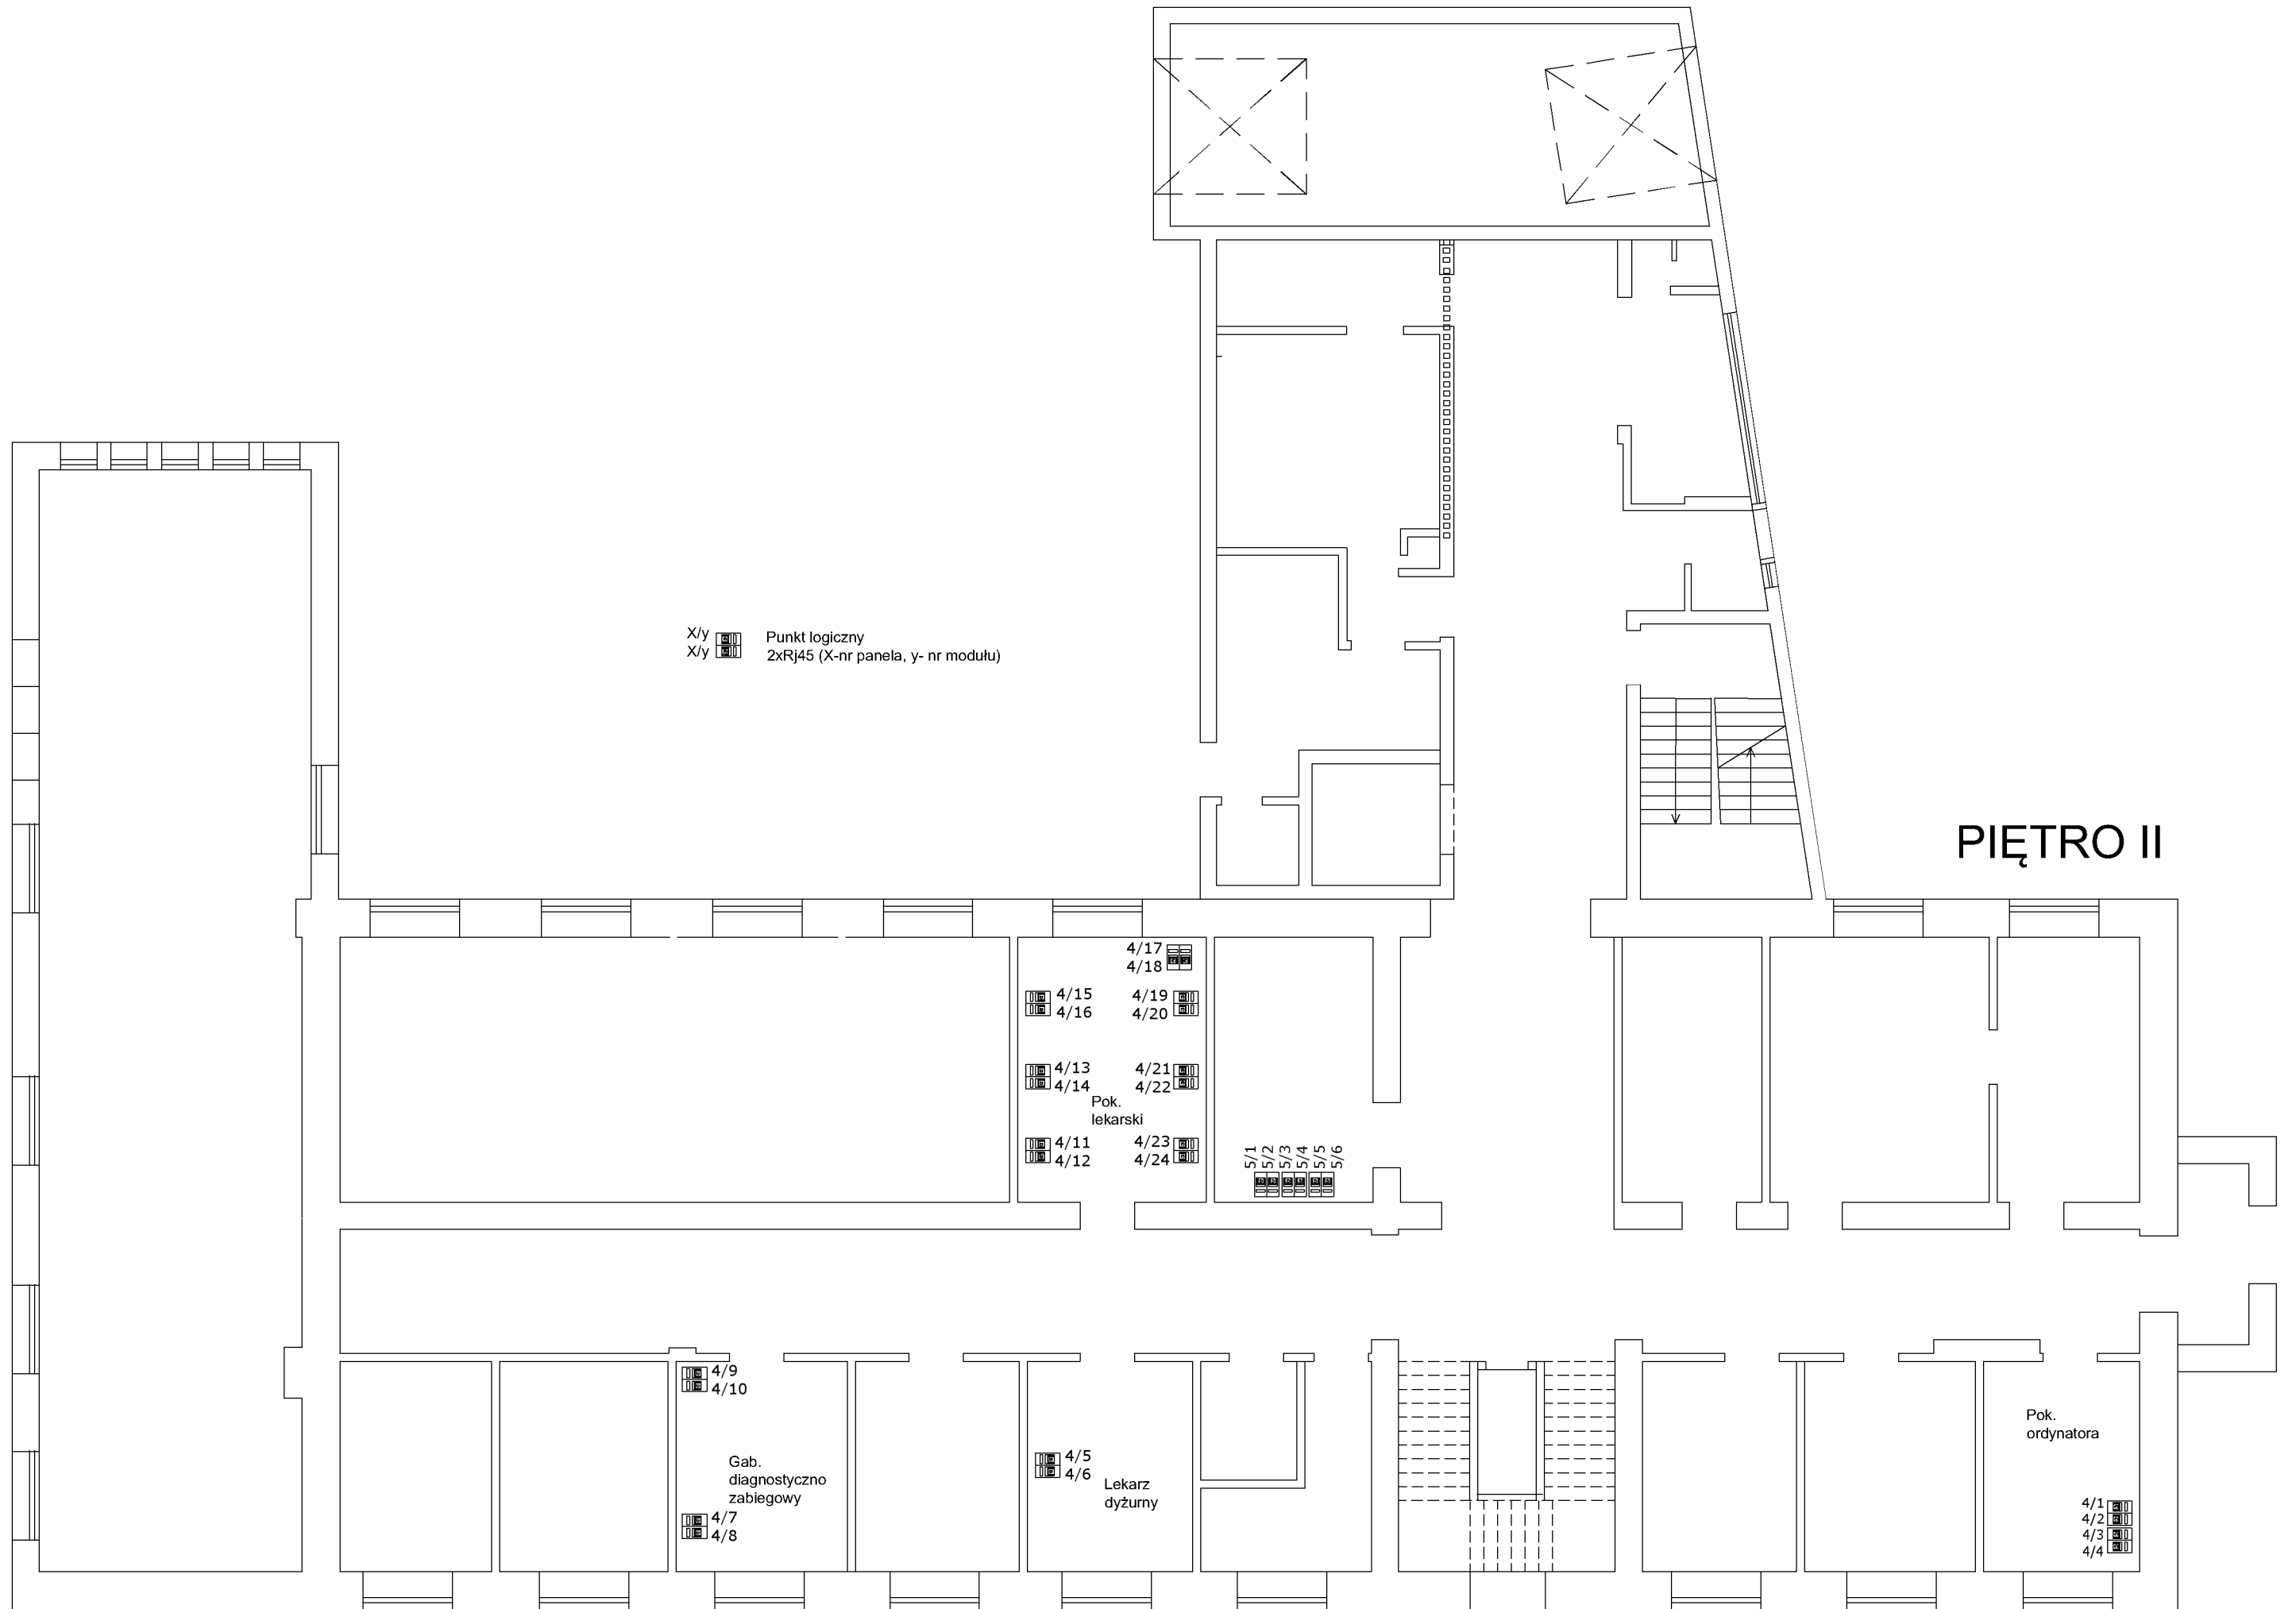 X/y
X/y
Punkt logiczny
2xRj45 (X-nr panela, y- nr modułu)
PIĘTRO II
4/17
4/18
4/15
4/16
4/19
4/20
4/13
4/14
4/21
4/22
Pok.
lekarski
4/11
4/12
4/23
4/24
5/1
5/2
5/3
5/4
5/5
5/6
4/9
4/10
Gab.
diagnostyczno
zabiegowy
4/7
4/8
4/5
4/6
Lekarz
dyżurny
Pok.
ordynatora
4/1
4/2
4/3
4/4